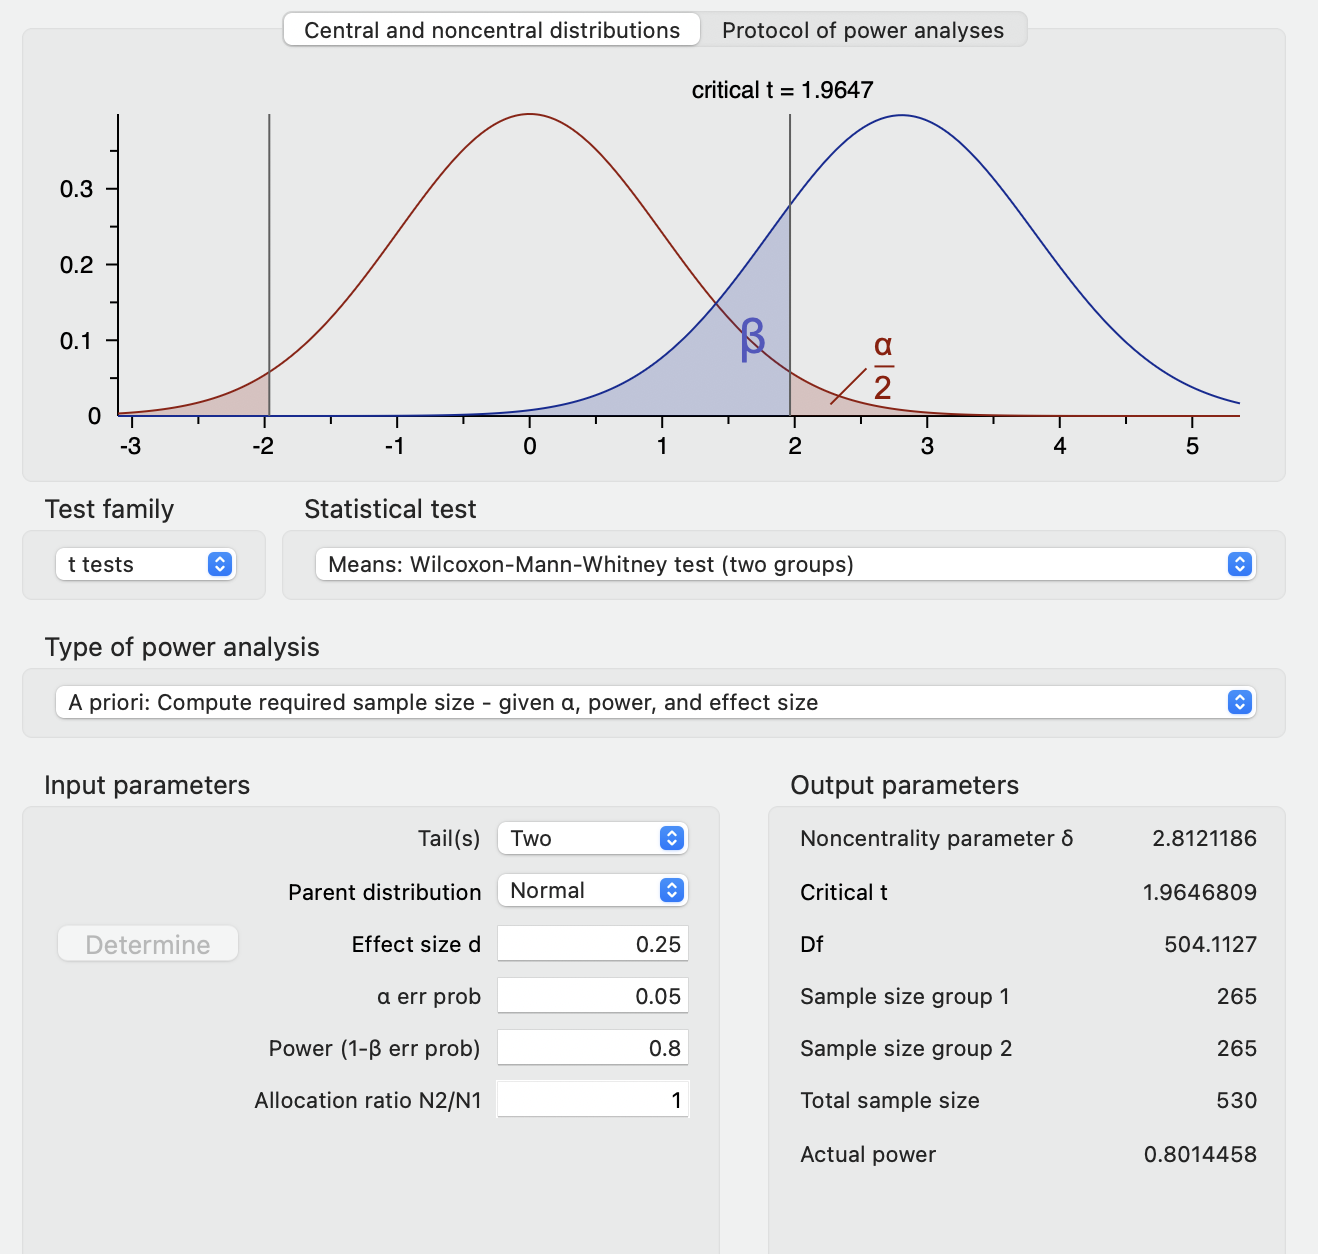 Central and noncentral distributions Protocol of power analyses
critical t = 1.9647
0.3
0.2
β
α
0.1
2
0
-3 -2 -1 0 1 2 3 4 5
Test family Statistical test
t tests Means: Wilcoxon-Mann-Whitney test (two groups)
Type of power analysis
A priori: Compute required sample size - given α, power, and effect size
Input parameters Output parameters
Tail(s) Two Noncentrality parameter δ 2.8121186
Parent distribution Normal Critical t 1.9646809
Determine Effect size d 0.25 Df 504.1127
α err prob 0.05 Sample size group 1 265
Power (1-β err prob) 0.8 Sample size group 2 265
Allocation ratio N2/N1 1 Total sample size 530
Actual power 0.8014458